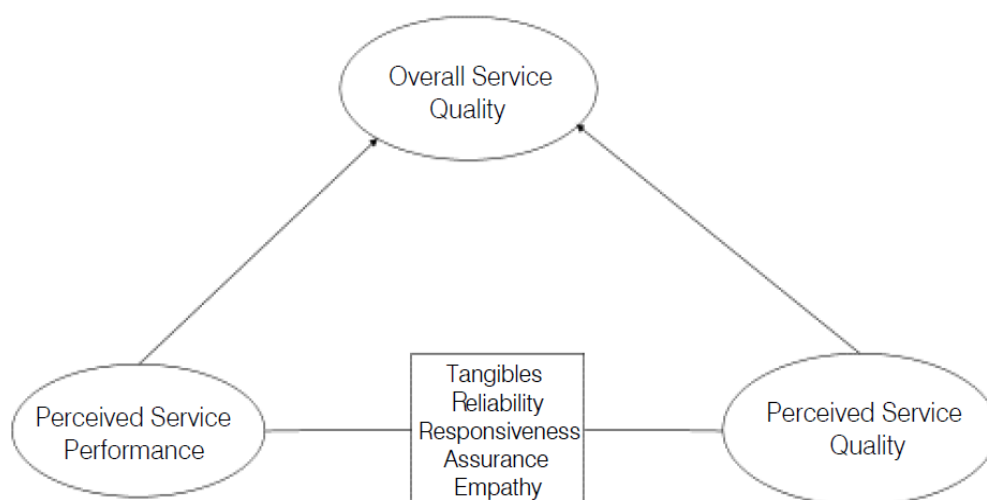 Overall Service
Quality
Perceived Service
Performance
Tangibles
Reliability
Responsiveness
Assurance
Empathy
Perceived Service
Quality